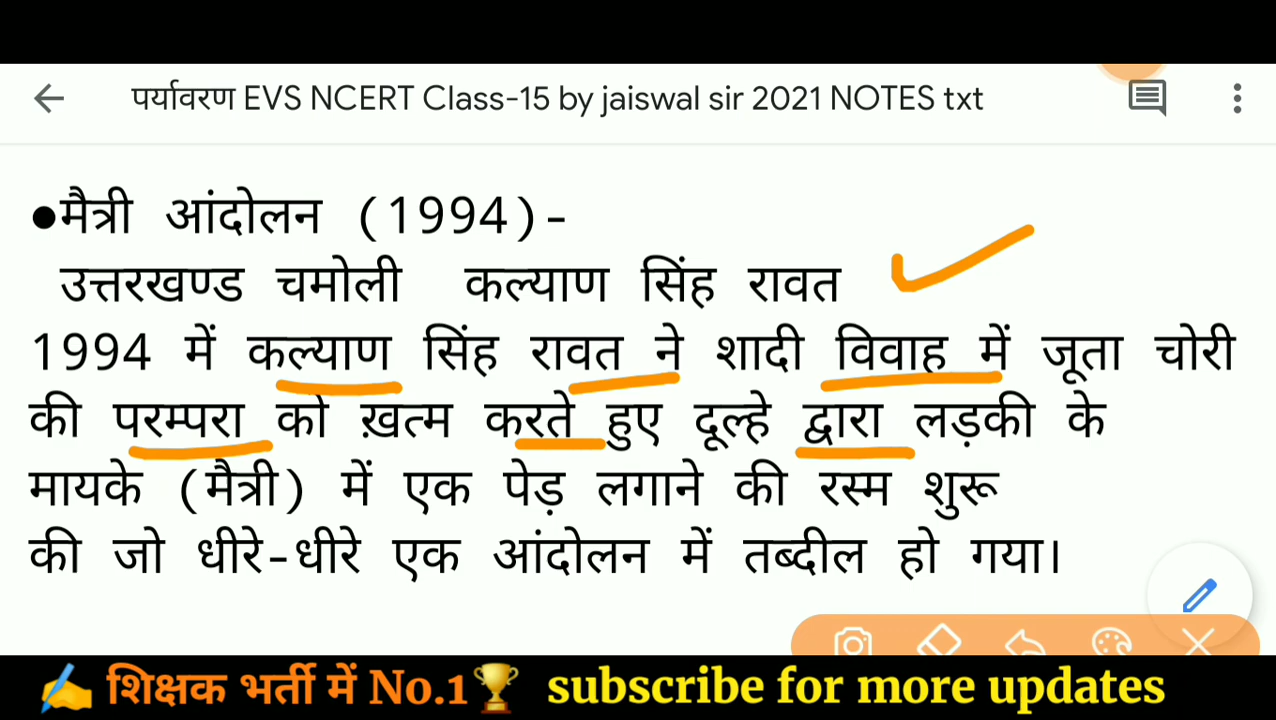 पर्यावरण EVS NCERT Class-15 by jaiswal sir 2021 NOTES txt
●मैत्री आंदोलन (1994)-
उत्तरखण्ड चमोली कल्याण सिंह रावत
1994 में कल्याण सिंह रावत ने शादी विवाह में जूता चोरी
की परम्परा को ख़त्म करते हुए दूल्हे द्वारा लड़की के
मायके (मैत्री) में एक पेड़ लगाने की रस्म शुरू
की जो धीरे-धीरे एक आंदोलन में तब्दील हो गया।
✍️ शिक्षक भर्ती में No.1🏆 subscribe for more updates